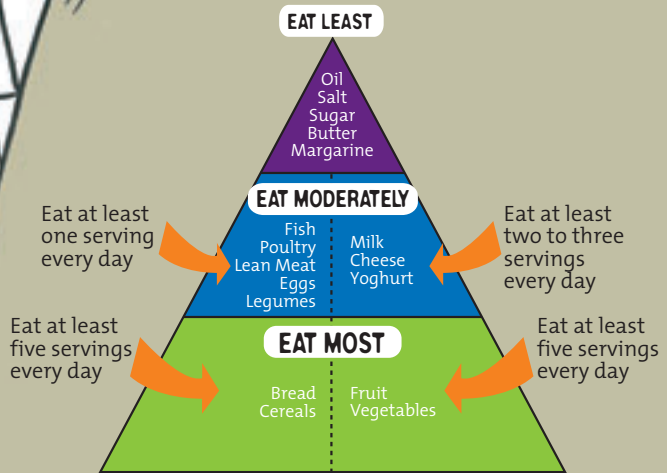 EAT LEAST
Oil
Salt
Sugar
Butter
Margarine
EAT MODERATELY
Eat at least
one serving
every day
Fish
Poultry
Lean Meat
Eggs
Legumes
Milk
Cheese
Yoghurt
Eat at least
two to three
servings
every day
EAT MOST
Eat at least
five servings
every day
Bread
Cereals
Fruit
Vegetables
Eat at least
five servings
every day